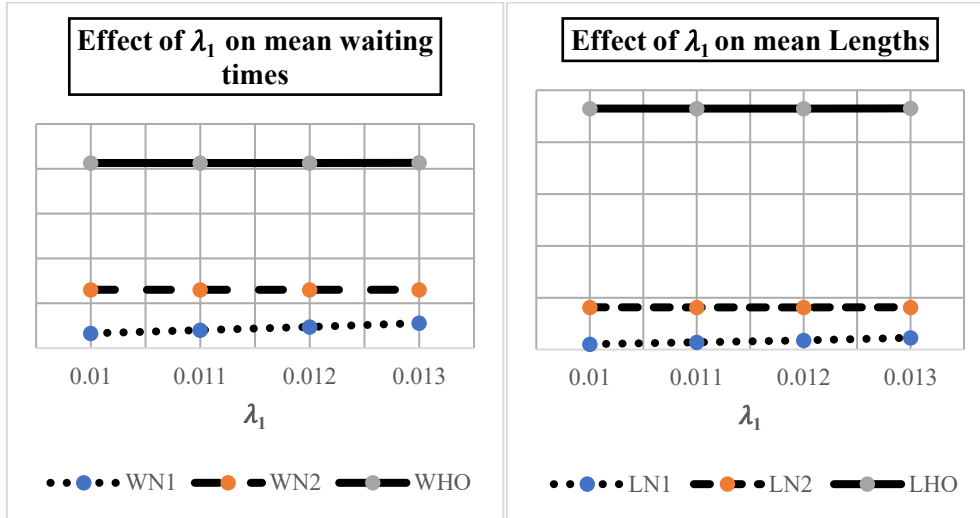 Effect of λ₁ on mean waiting
times
0.01 0.011 0.012 0.013
λ₁
WN1 WN2 WHO
Effect of λ₁ on mean Lengths
0.01 0.011 0.012 0.013
λ₁
LN1 LN2 LHO